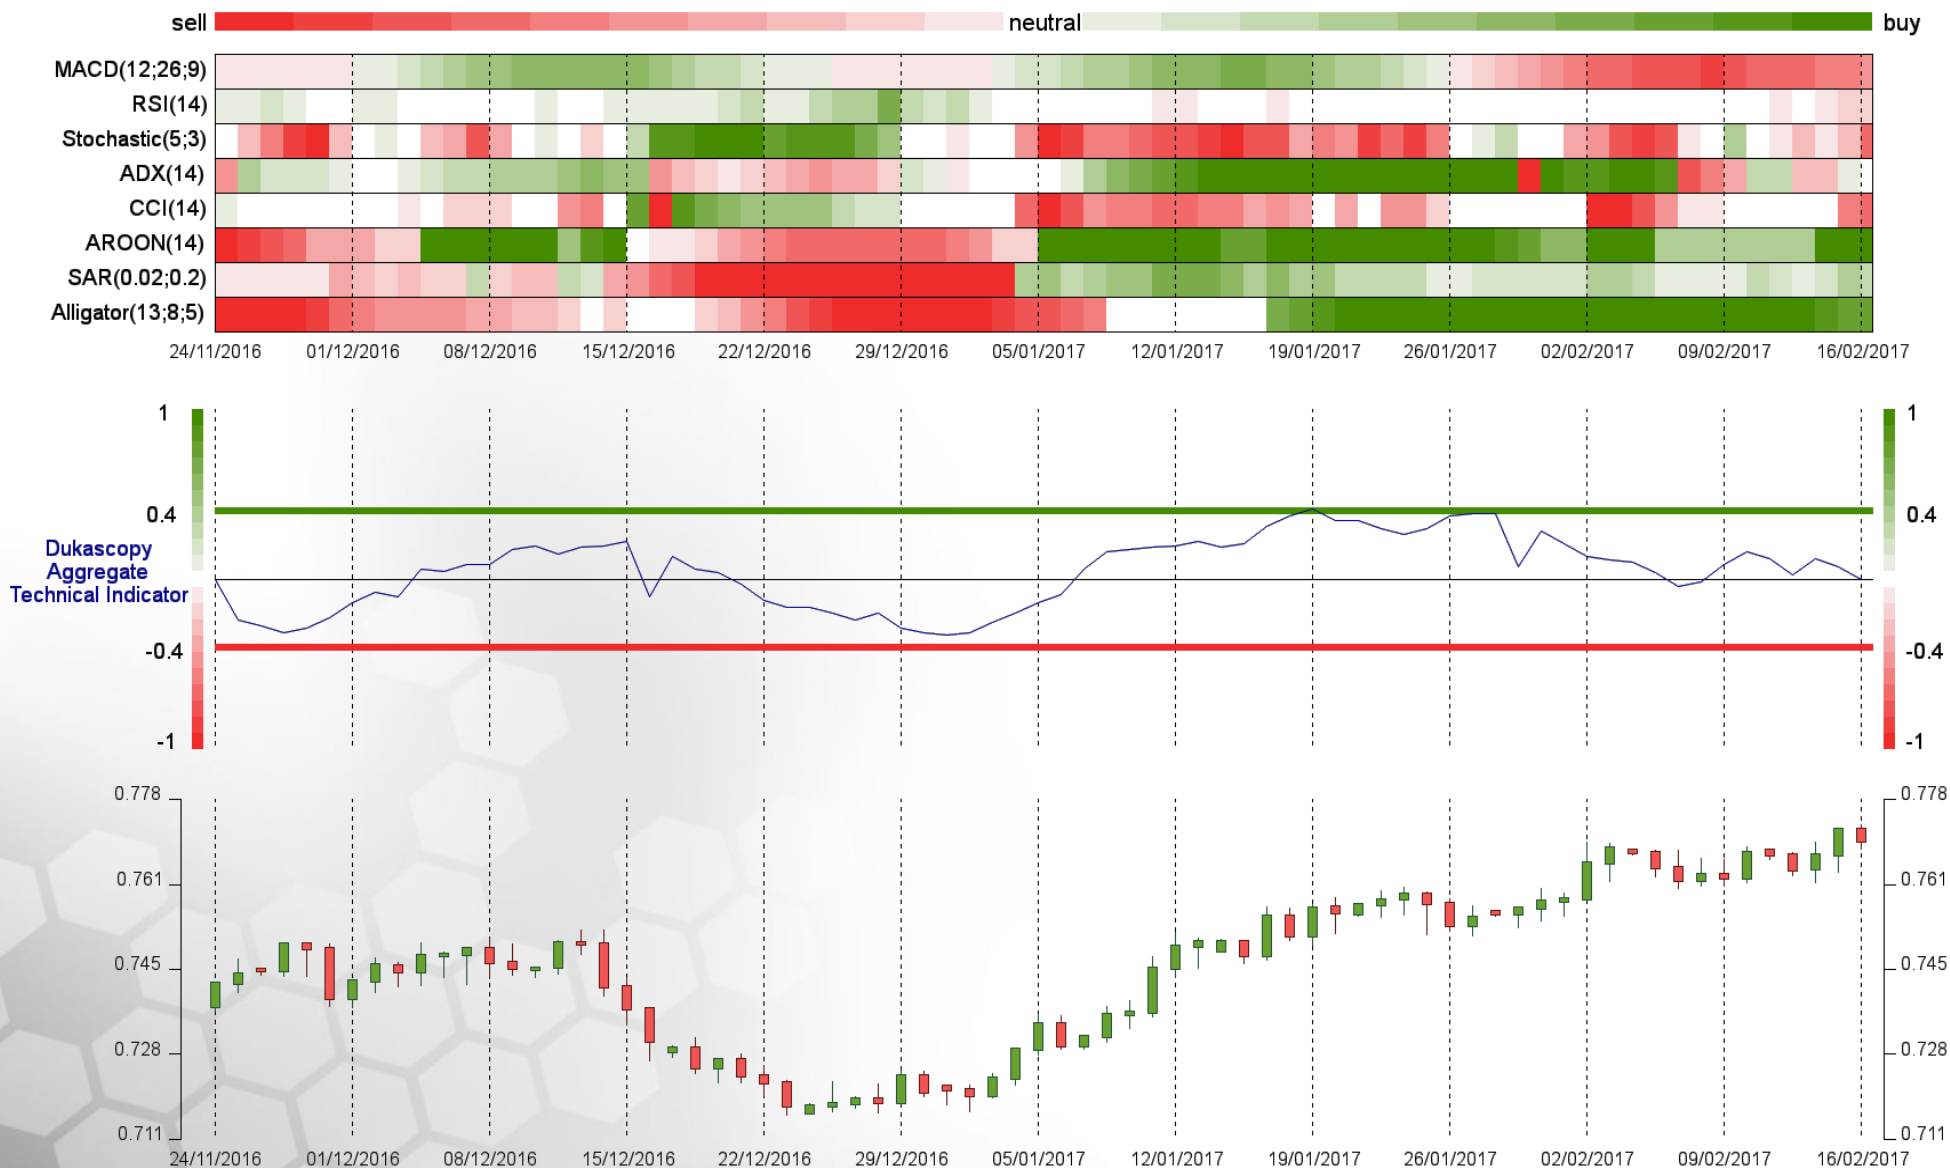 sell neutral buy
MACD(12;26;9)
RSI(14)
Stochastic(5;3)
ADX(14)
CCI(14)
AROON(14)
SAR(0.02;0.2)
Alligator(13;8;5)
24/11/2016 01/12/2016 08/12/2016 15/12/2016 22/12/2016 29/12/2016 05/01/2017 12/01/2017 19/01/2017 26/01/2017 02/02/2017 09/02/2017 16/02/2017
1 1
0.4 0.4
Dukascopy
Aggregate
Technical Indicator
-0.4 -0.4
-1 -1
0.778 0.778
0.761 0.761
0.745 0.745
0.728 0.728
0.711 0.711
24/11/2016 01/12/2016 08/12/2016 15/12/2016 22/12/2016 29/12/2016 05/01/2017 12/01/2017 19/01/2017 26/01/2017 02/02/2017 09/02/2017 16/02/2017